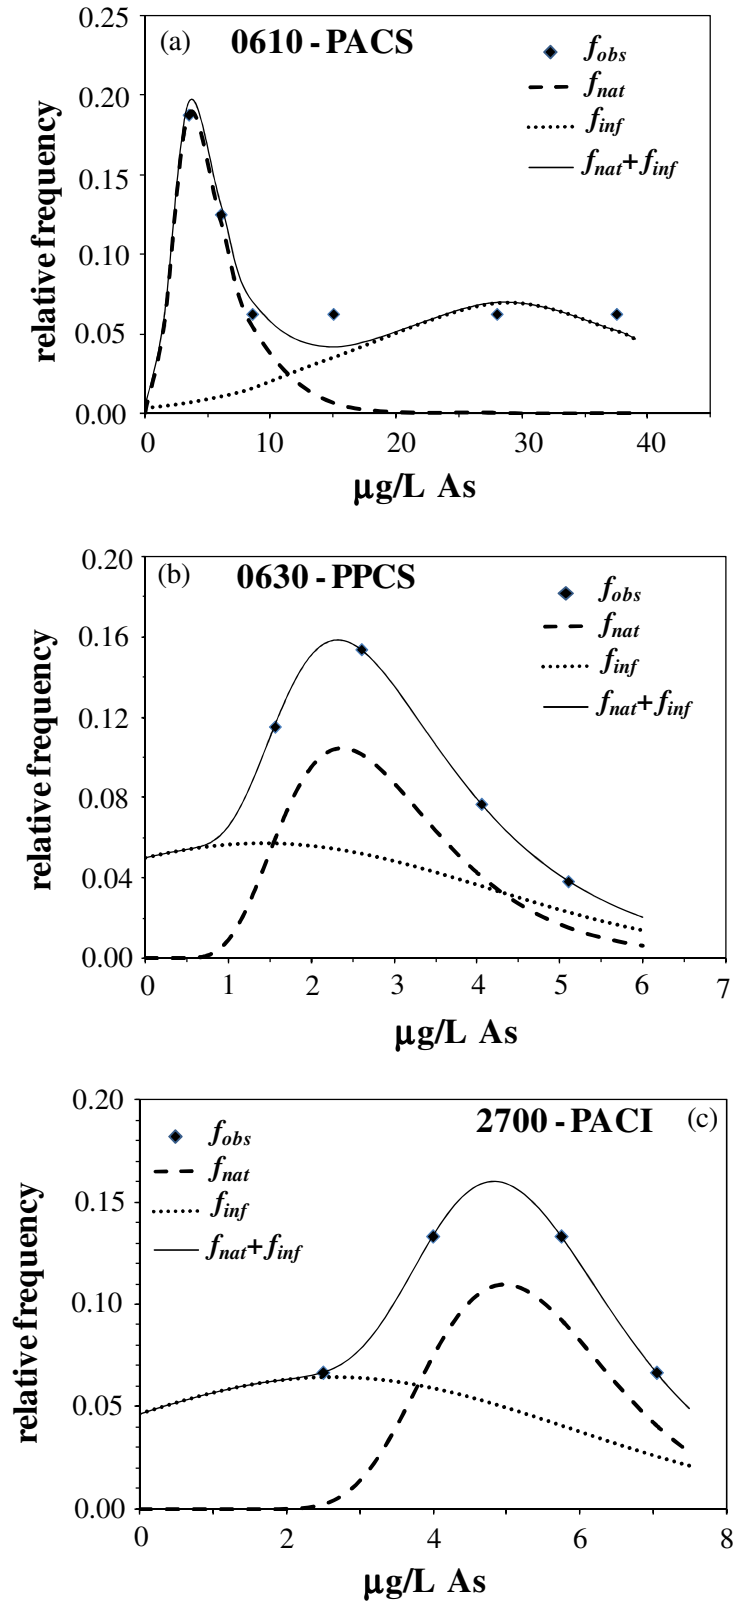 (a) 0610 - PACS
f_obs
f_nat
f_inf
f_nat+f_inf
relative frequency
0.25
0.20
0.15
0.10
0.05
0.00
0 10 20 30 40
μg/L As
(b) 0630 - PPCS
f_obs
f_nat
f_inf
f_nat+f_inf
relative frequency
0.20
0.16
0.12
0.08
0.04
0.00
0 1 2 3 4 5 6 7
μg/L As
2700 - PACI (c)
f_obs
f_nat
f_inf
f_nat+f_inf
relative frequency
0.20
0.15
0.10
0.05
0.00
0 2 4 6 8
μg/L As